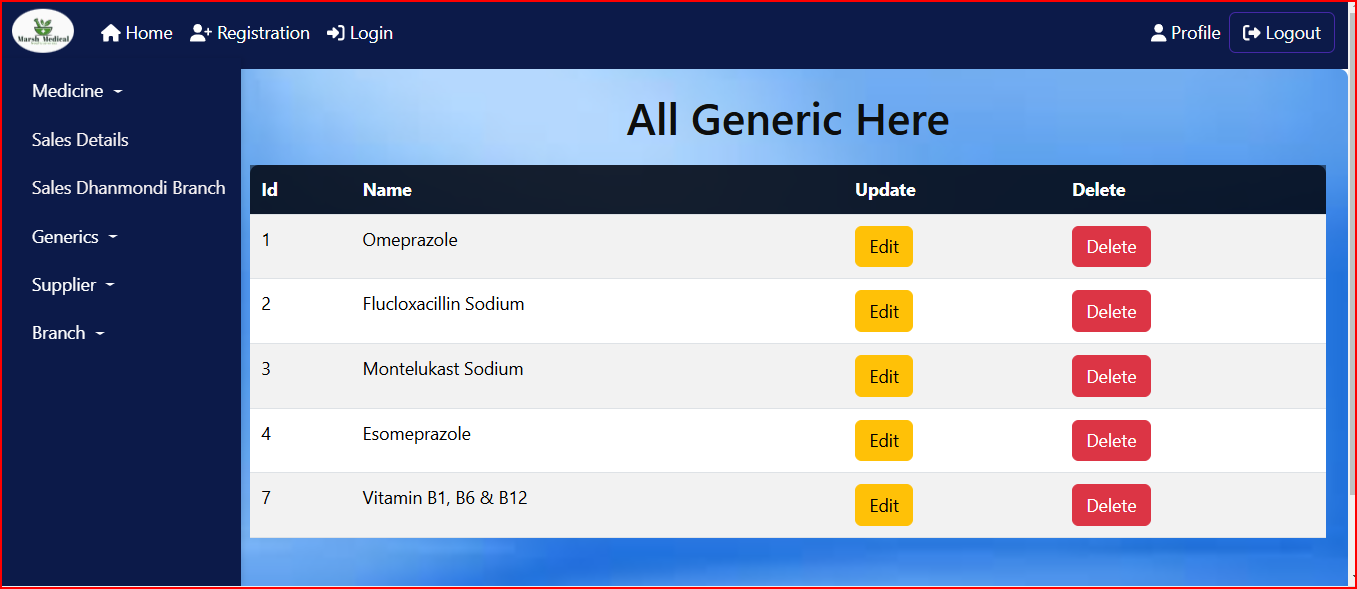 Marsh Medical
Home Registration Login Profile Logout
Medicine
Sales Details
Sales Dhanmondi Branch
Generics
Supplier
Branch
All Generic Here
Id Name Update Delete
1 Omeprazole Edit Delete
2 Flucloxacillin Sodium Edit Delete
3 Montelukast Sodium Edit Delete
4 Esomeprazole Edit Delete
7 Vitamin B1, B6 & B12 Edit Delete